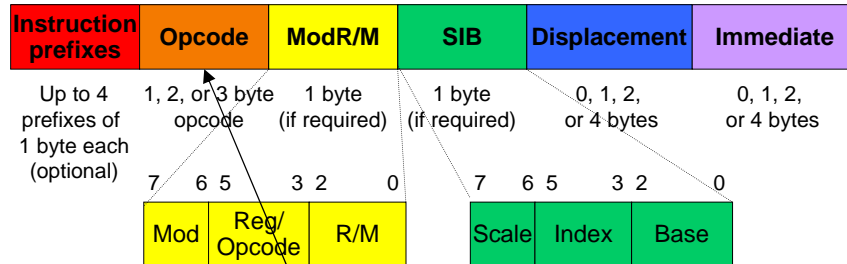 Instruction prefixes Opcode ModR/M SIB Displacement Immediate
Up to 4 prefixes of 1 byte each (optional)
1, 2, or 3 byte opcode
1 byte (if required)
1 byte (if required)
0, 1, 2, or 4 bytes
0, 1, 2, or 4 bytes
7 6 5 3 2 0
7 6 5 3 2 0
Mod Reg/Opcode R/M
Scale Index Base